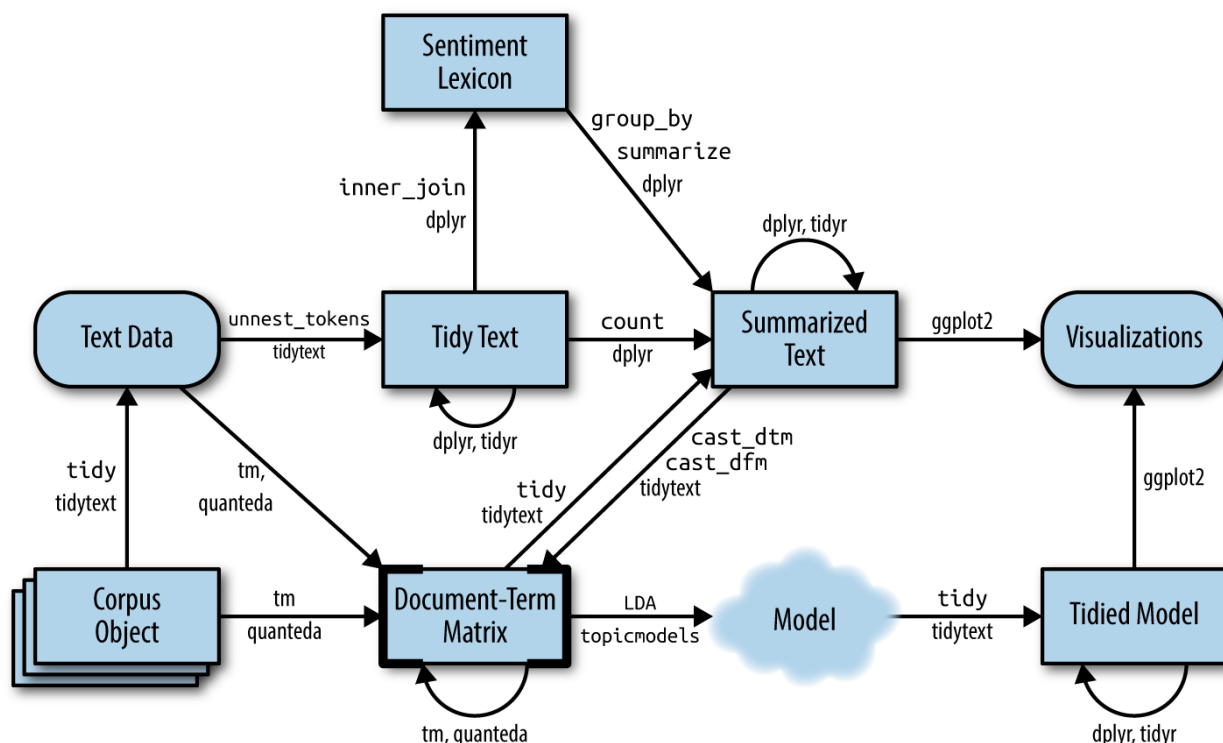 Sentiment
Lexicon
group_by
summarize
dplyr
inner_join
dplyr
dplyr, tidyr
Text Data
unnest_tokens
tidytext
Tidy Text
count
dplyr
Summarized
Text
ggplot2
Visualizations
dplyr, tidyr
cast_dtm
cast_dfm
tidytext
tidy
tidytext
tm,
quanteda
tidy
tidytext
ggplot2
Corpus
Object
tm
quanteda
Document-Term
Matrix
LDA
topicmodels
Model
tidy
tidytext
Tidied Model
tm, quanteda
dplyr, tidyr